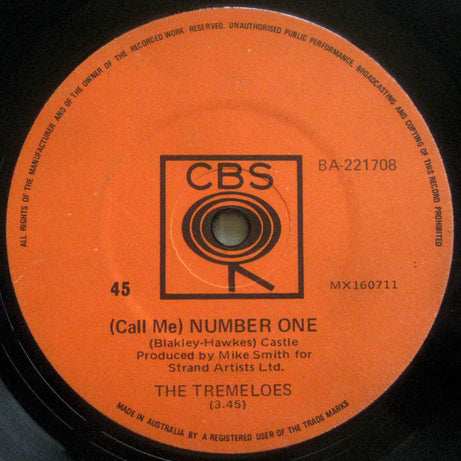 ALL RIGHTS OF THE MANUFACTURER AND OF THE OWNER OF THE RECORDED WORK RESERVED. UNAUTHORISED PUBLIC PERFORMANCE, BROADCASTING AND COPYING OF THIS RECORD PROHIBITED
CBS
BA-221708
45
MX160711
(Call Me) NUMBER ONE
(Blakley-Hawkes) Castle
Produced by Mike Smith for
Strand Artists Ltd.
THE TREMELOES
(3.45)
MADE IN AUSTRALIA BY A REGISTERED USER OF THE TRADE MARKS